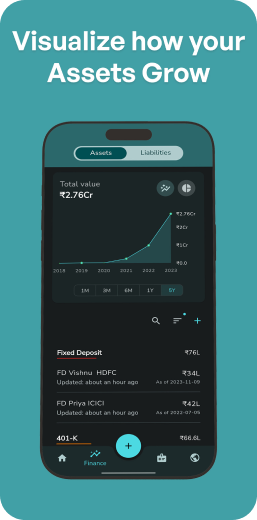 Visualize how your
Assets Grow
Assets Liabilities
Total value
₹2.76Cr
₹2.76Cr
₹2Cr
₹1Cr
₹0.0
2018 2019 2020 2021 2022 2023
1M 3M 6M 1Y 5Y
Fixed Deposit ₹76L
FD Vishnu HDFC ₹34L
Updated: about an hour ago As of 2023-11-09
FD Priya ICICI ₹42L
Updated: about an hour ago As of 2022-07-05
401-K ₹66.6L
Finance